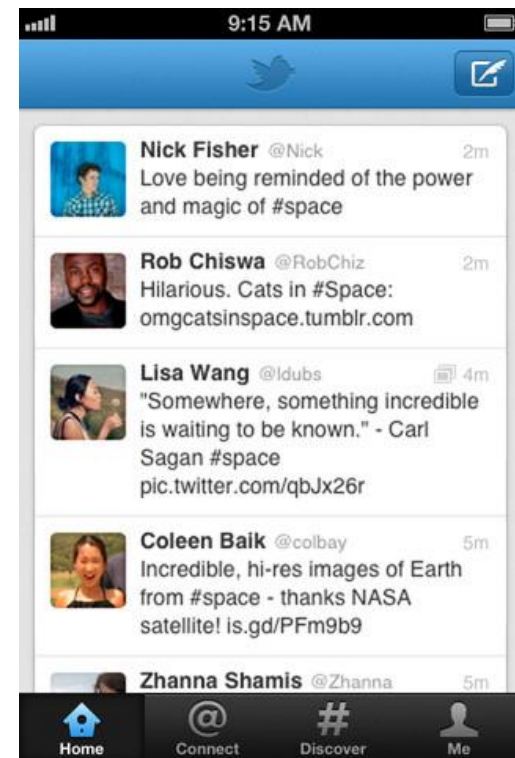 9:15 AM
Nick Fisher @Nick 2m
Love being reminded of the power
and magic of #space
Rob Chiswa @RobChiz 2m
Hilarious. Cats in #Space:
omgcatsinspace.tumblr.com
Lisa Wang @ldubs 4m
"Somewhere, something incredible
is waiting to be known." - Carl
Sagan #space
pic.twitter.com/qbJx26r
Coleen Baik @colbay 5m
Incredible, hi-res images of Earth
from #space - thanks NASA
satellite! is.gd/PFm9b9
Zhanna Shamis @Zhanna 5m
Home Connect Discover Me